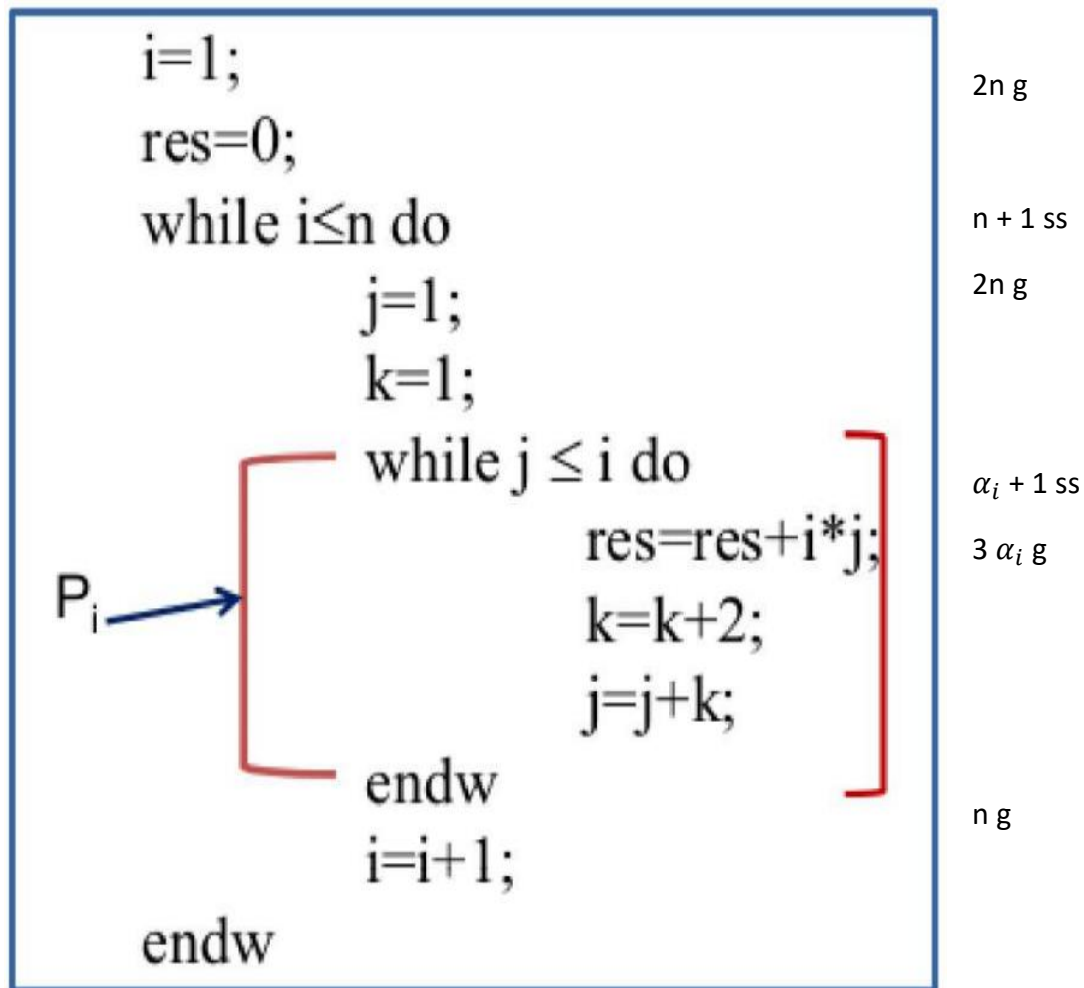 i=1;
2n g
res=0;
while i≤n do
n + 1 ss
j=1;
2n g
k=1;
while j ≤ i do
αᵢ + 1 ss
res=res+i*j;
3 αᵢ g
Pᵢ
k=k+2;
j=j+k;
endw
n g
i=i+1;
endw